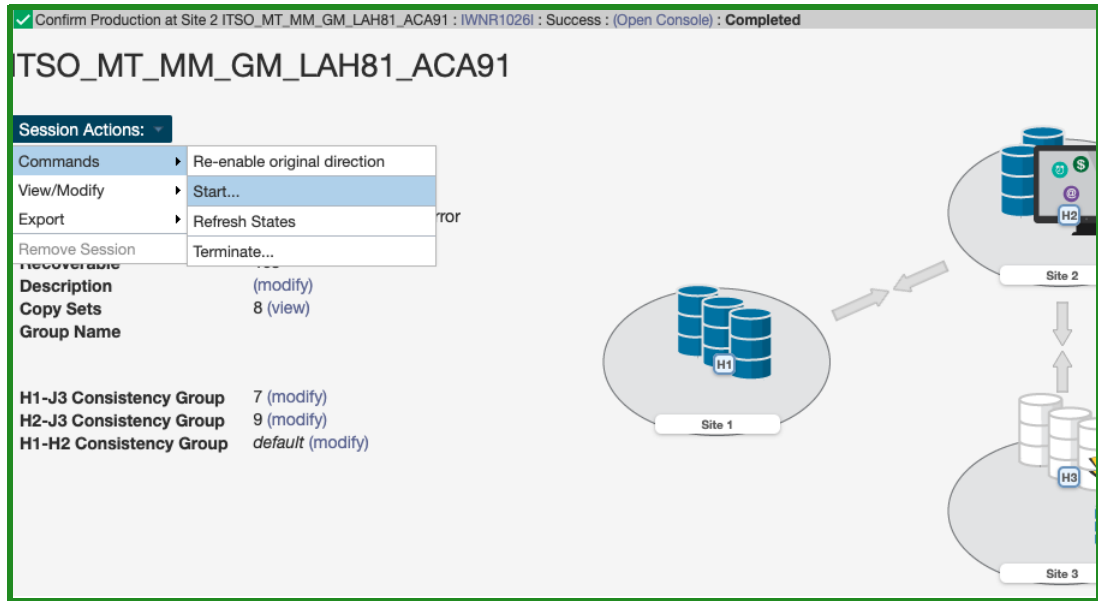 Confirm Production at Site 2 ITSO_MT_MM_GM_LAH81_ACA91 : IWNR1026I : Success : (Open Console) : Completed
ITSO_MT_MM_GM_LAH81_ACA91
Session Actions:
Commands
Re-enable original direction
View/Modify
Start...
Export
Refresh States
Remove Session
Terminate...
Recoverable
Description (modify)
Copy Sets 8 (view)
Group Name
H1-J3 Consistency Group 7 (modify)
H2-J3 Consistency Group 9 (modify)
H1-H2 Consistency Group default (modify)
H1
Site 1
$
@
H2
Site 2
H3
Site 3